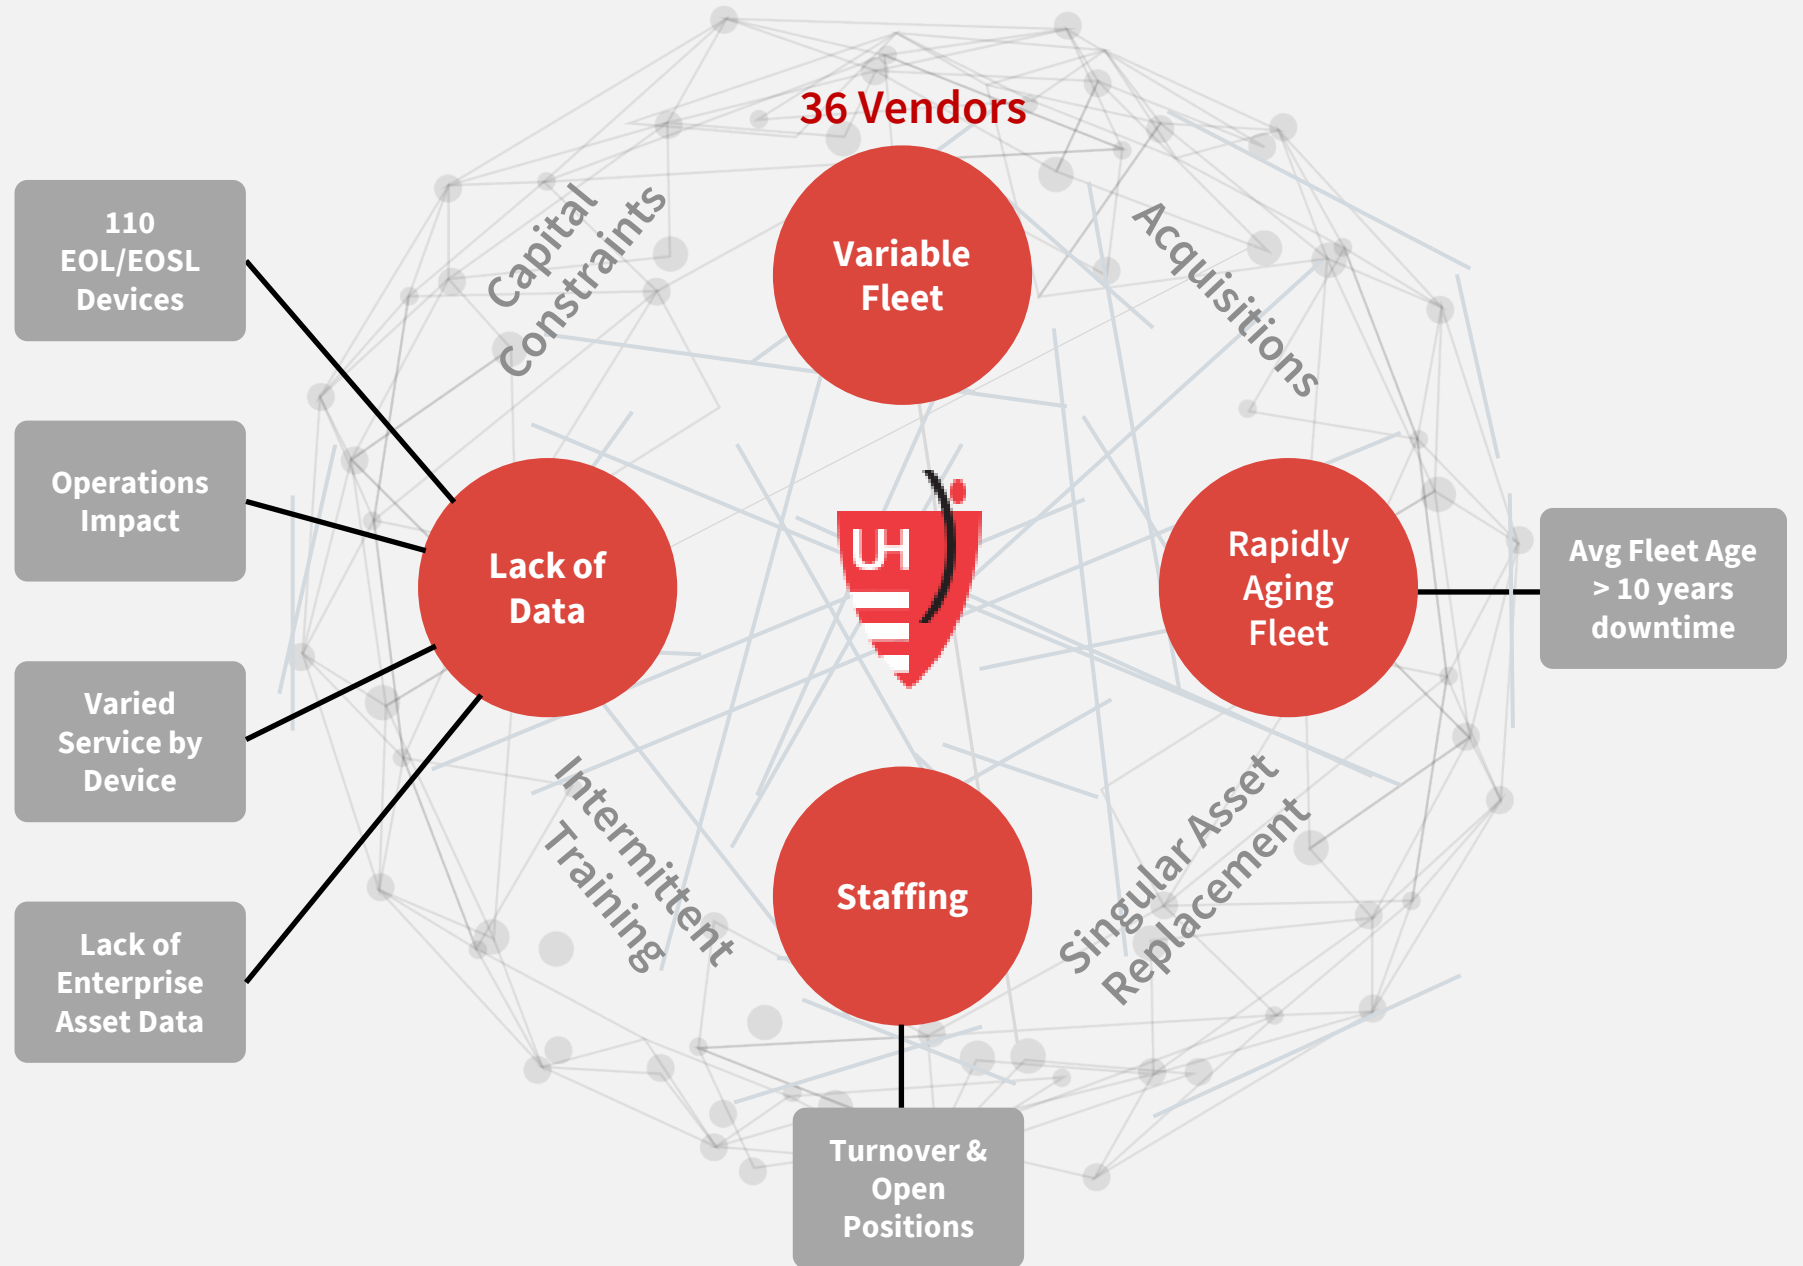 36 Vendors
110
EOL/EOSL
Devices
Capital
Constraints
Variable
Fleet
Acquisitions
Operations
Impact
Lack of
Data
UH
Rapidly
Aging
Fleet
Avg Fleet Age
> 10 years
downtime
Varied
Service by
Device
Intermittent
Training
Staffing
Singular Asset
Replacement
Lack of
Enterprise
Asset Data
Turnover &
Open
Positions